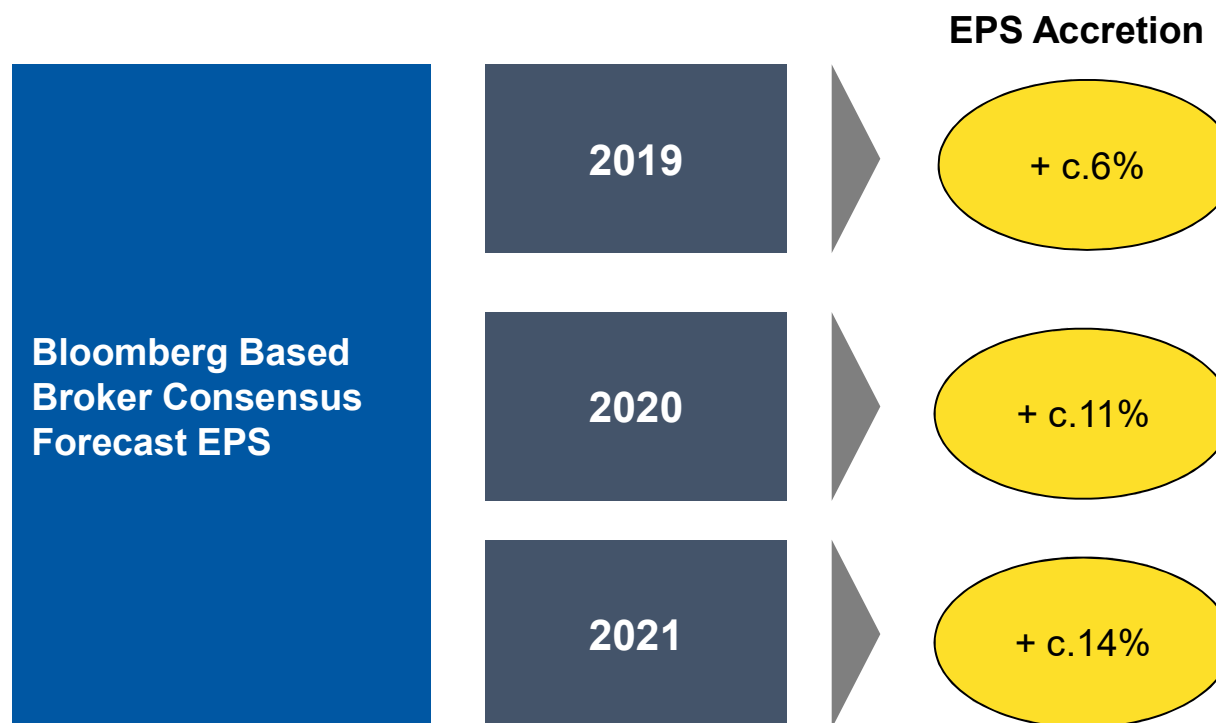 EPS Accretion
Bloomberg Based
Broker Consensus
Forecast EPS
2019
+ c.6%
2020
+ c.11%
2021
+ c.14%